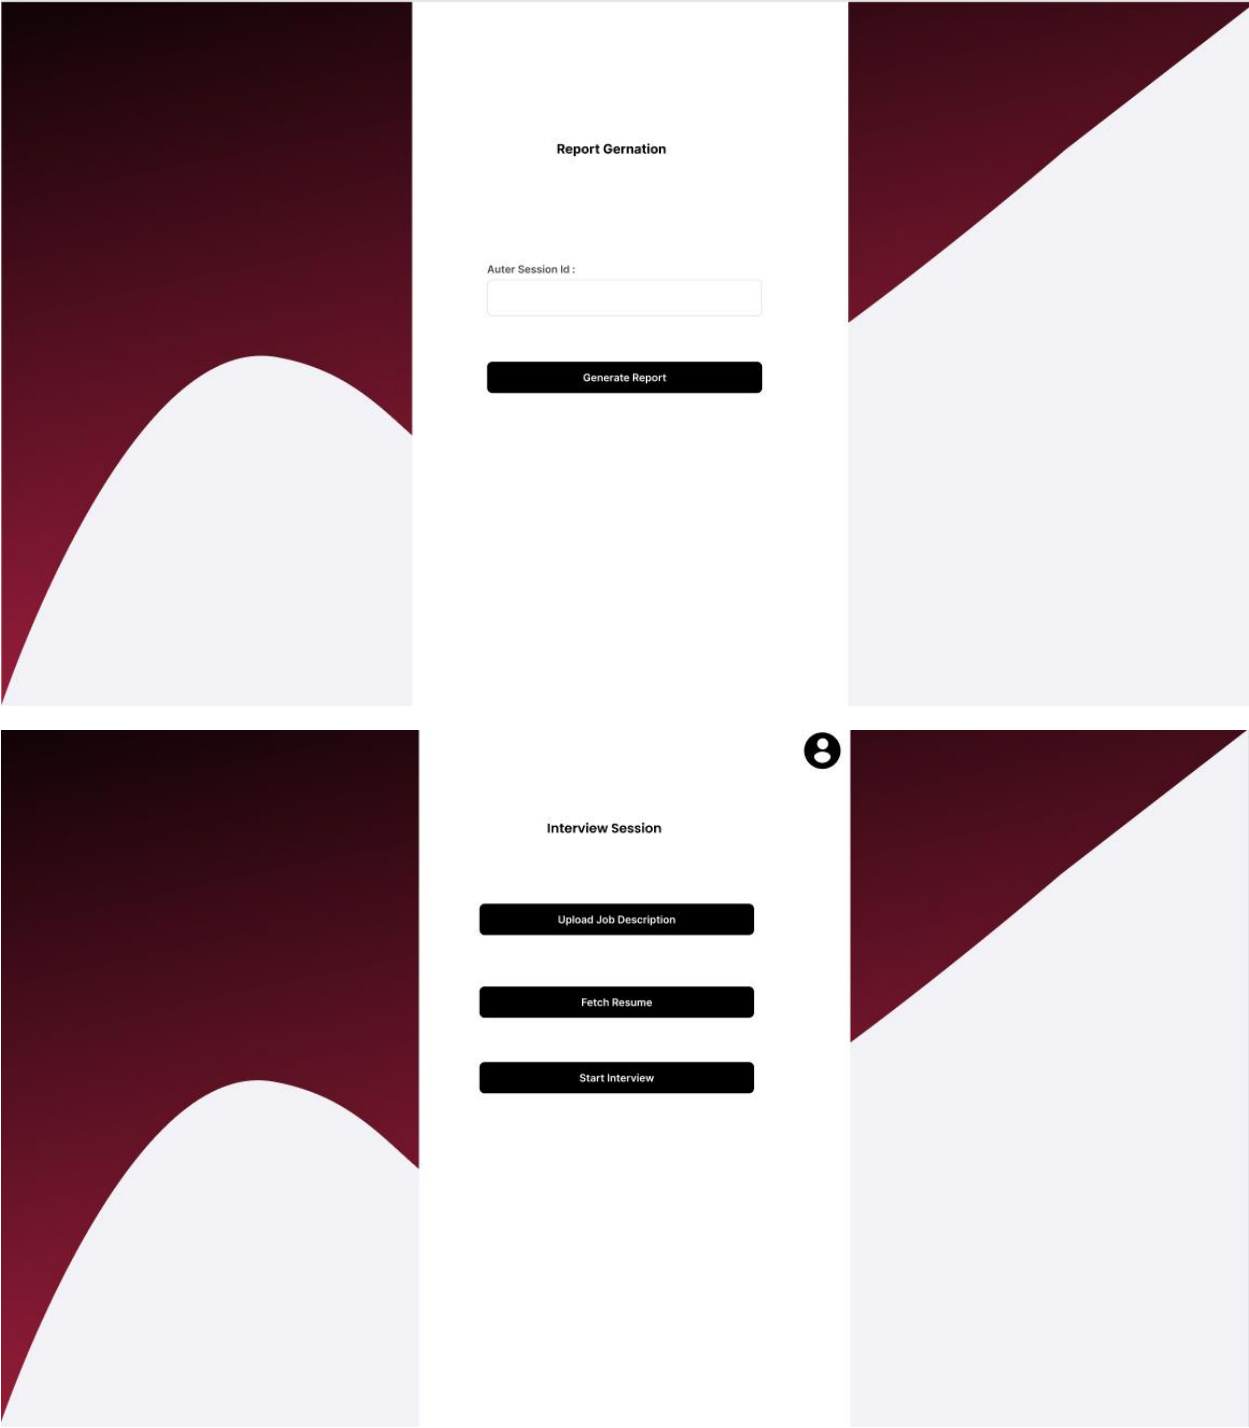 Report Gernation
Auter Session Id :
Generate Report
Interview Session
Upload Job Description
Fetch Resume
Start Interview